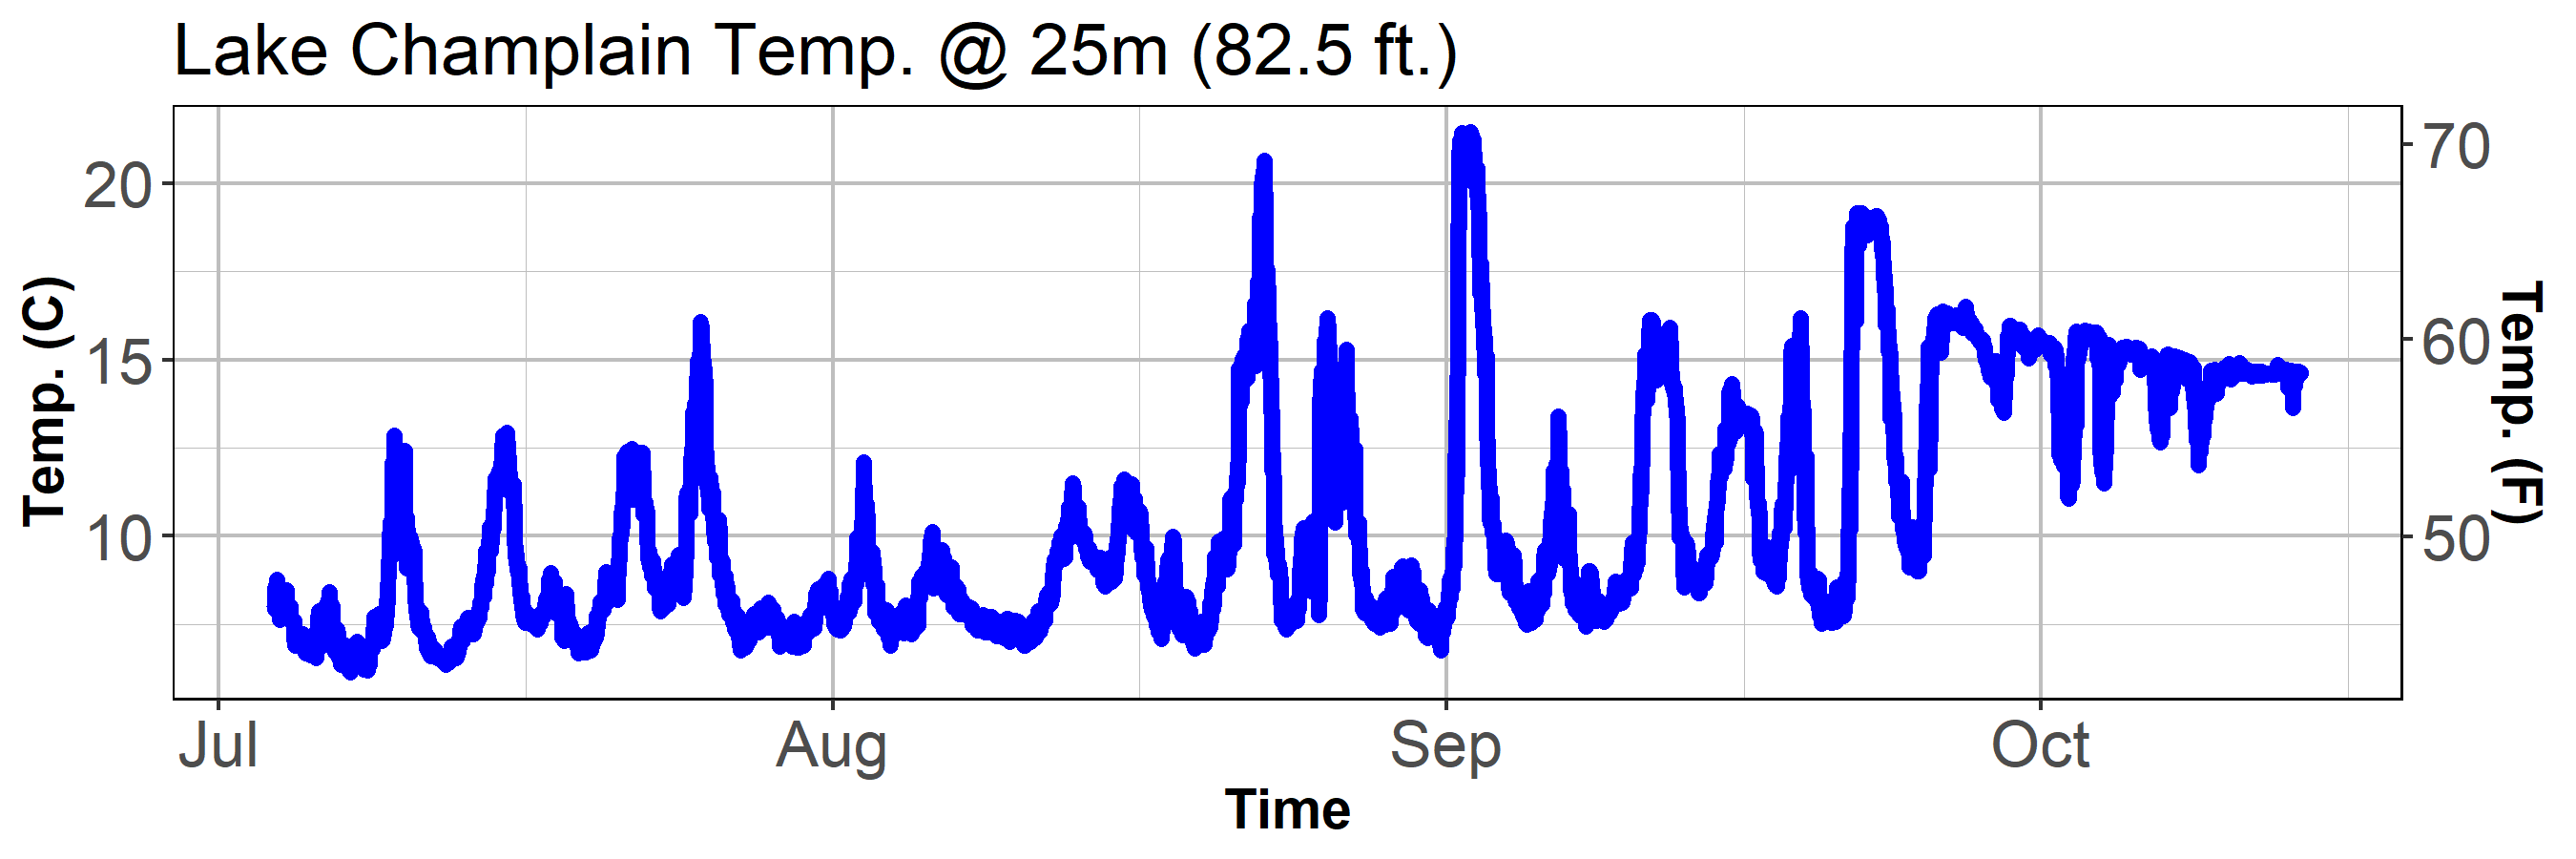 Lake Champlain Temp. @ 25m (82.5 ft.)
Temp. (C)
20
15
10
70
60
50
Temp. (F)
Jul Aug Sep Oct
Time